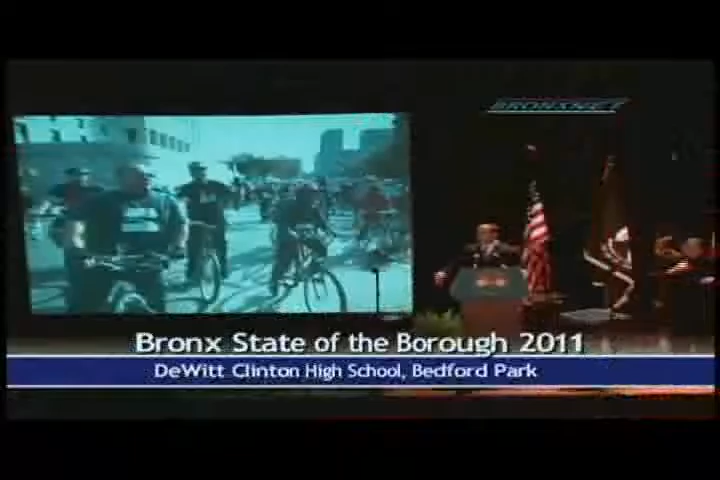 BRONXNET
Bronx State of the Borough 2011
DeWitt Clinton High School, Bedford Park